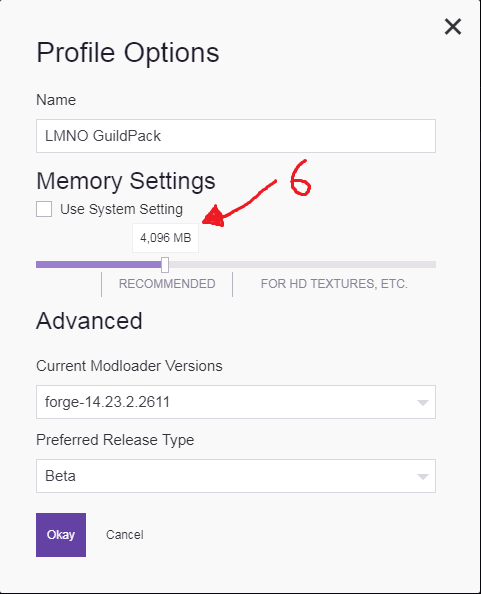 Profile Options
Name
LMNO GuildPack
Memory Settings
6
Use System Setting
4,096 MB
RECOMMENDED
FOR HD TEXTURES, ETC.
Advanced
Current Modloader Versions
forge-14.23.2.2611
Preferred Release Type
Beta
Okay
Cancel